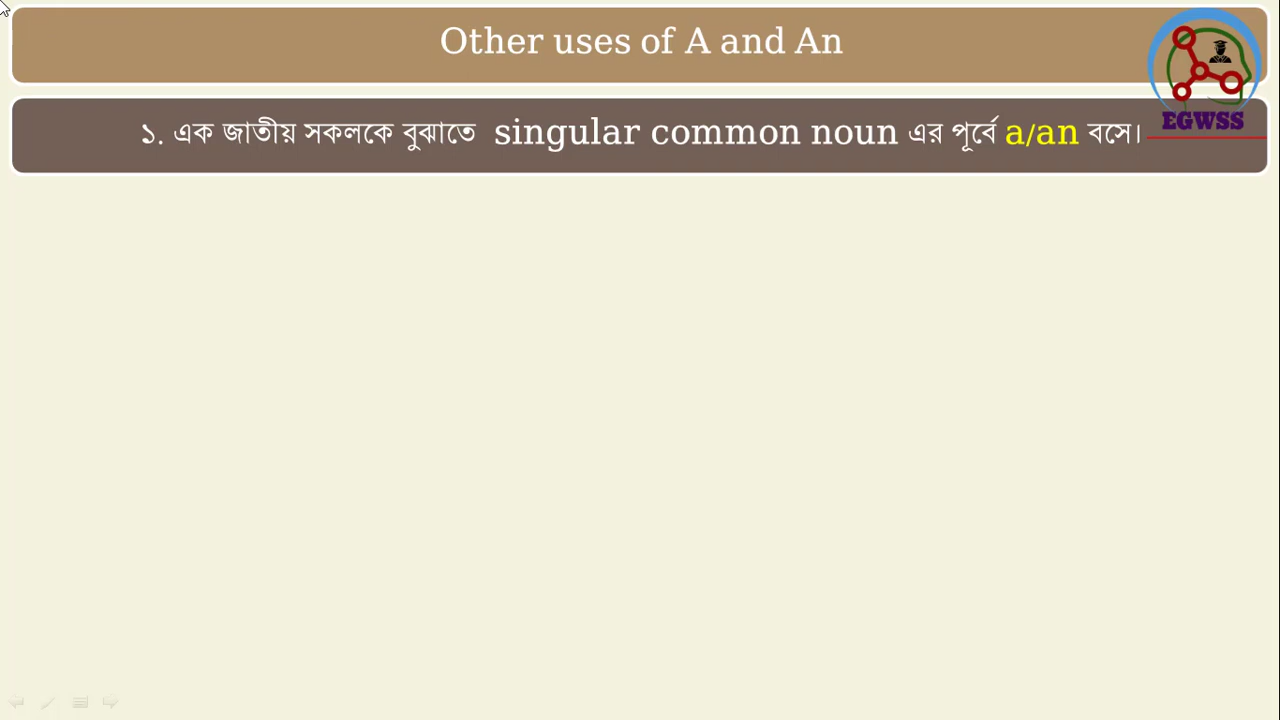 Other uses of A and An
১. এক জাতীয় সকলকে বুঝাতে singular common noun এর পূর্বে a/an বসে।
EGWSS